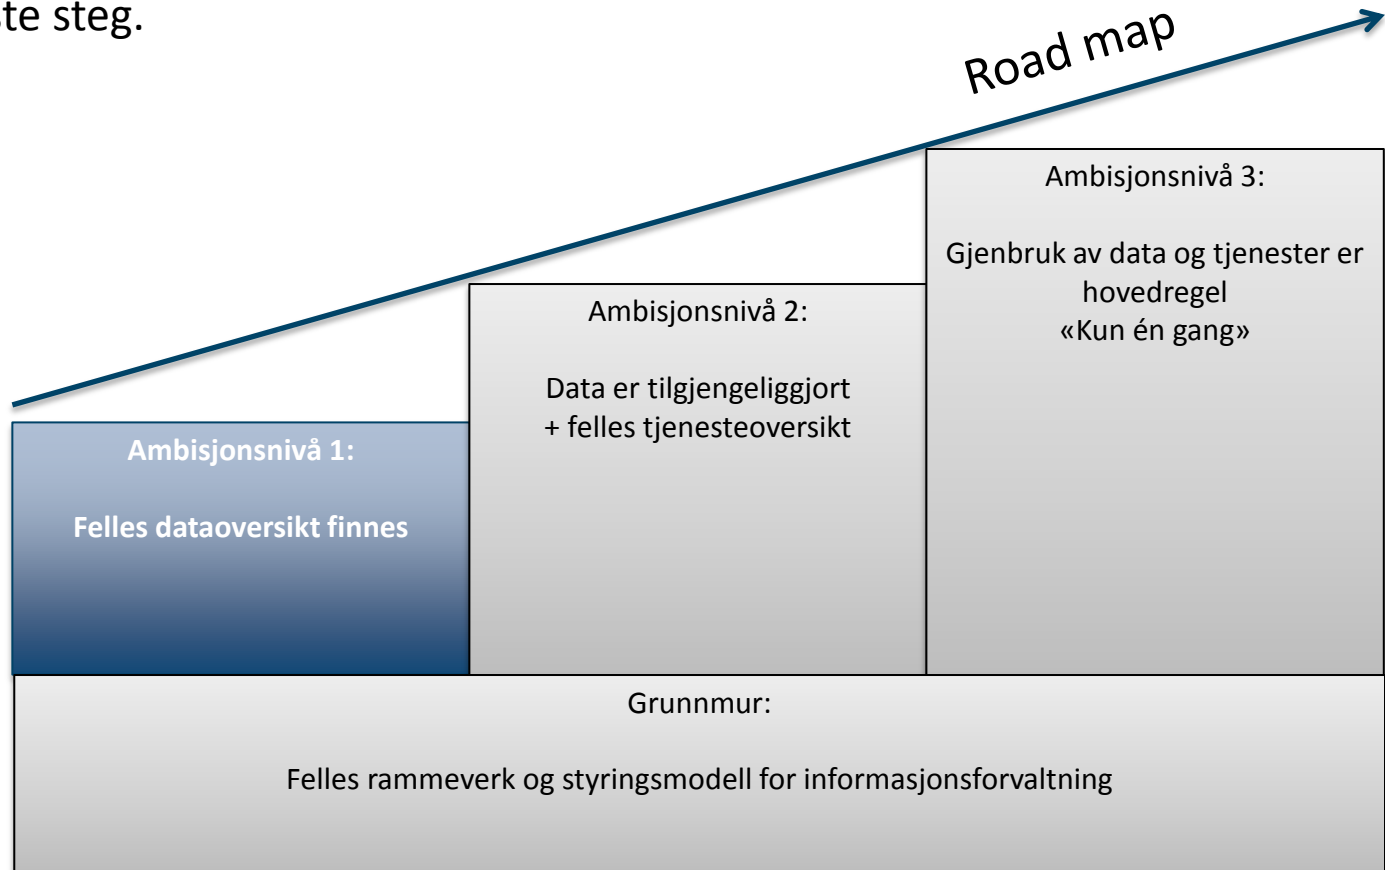 steg.
Road map
Ambisjonsnivå 3:
Gjenbruk av data og tjenester er
hovedregel
«Kun én gang»
Ambisjonsnivå 2:
Data er tilgjengeliggjort
+ felles tjenesteoversikt
Ambisjonsnivå 1:
Felles dataoversikt finnes
Grunnmur:
Felles rammeverk og styringsmodell for informasjonsforvaltning